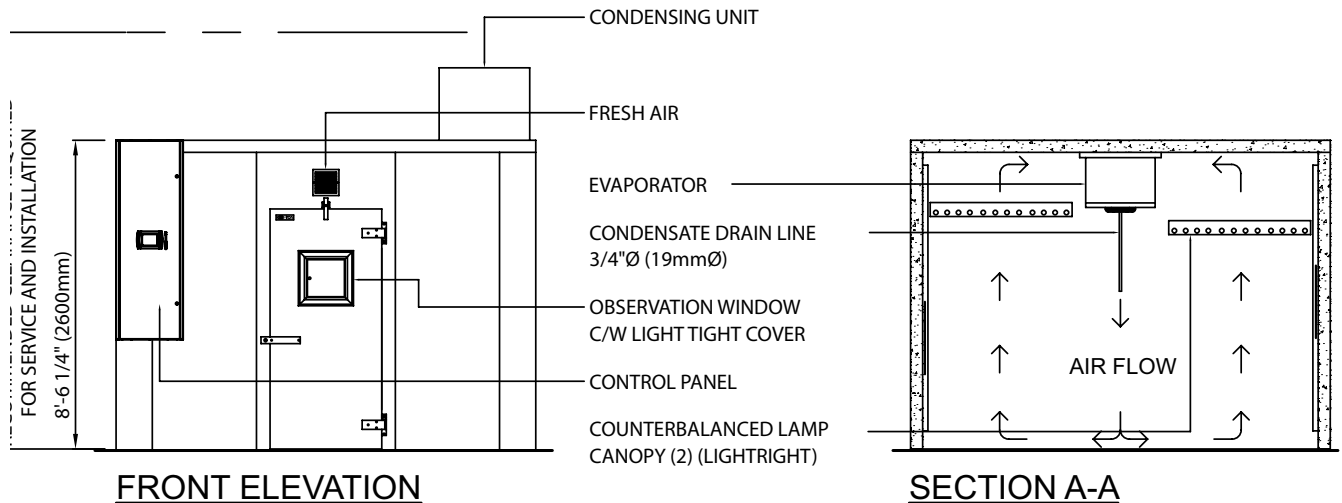 CONDENSING UNIT
FRESH AIR
EVAPORATOR
CONDENSATE DRAIN LINE
3/4"Ø (19mmØ)
OBSERVATION WINDOW
C/W LIGHT TIGHT COVER
CONTROL PANEL
COUNTERBALANCED LAMP
CANOPY (2) (LIGHTRIGHT)
FOR SERVICE AND INSTALLATION
8'-6 1/4" (2600mm)
AIR FLOW
FRONT ELEVATION
SECTION A-A